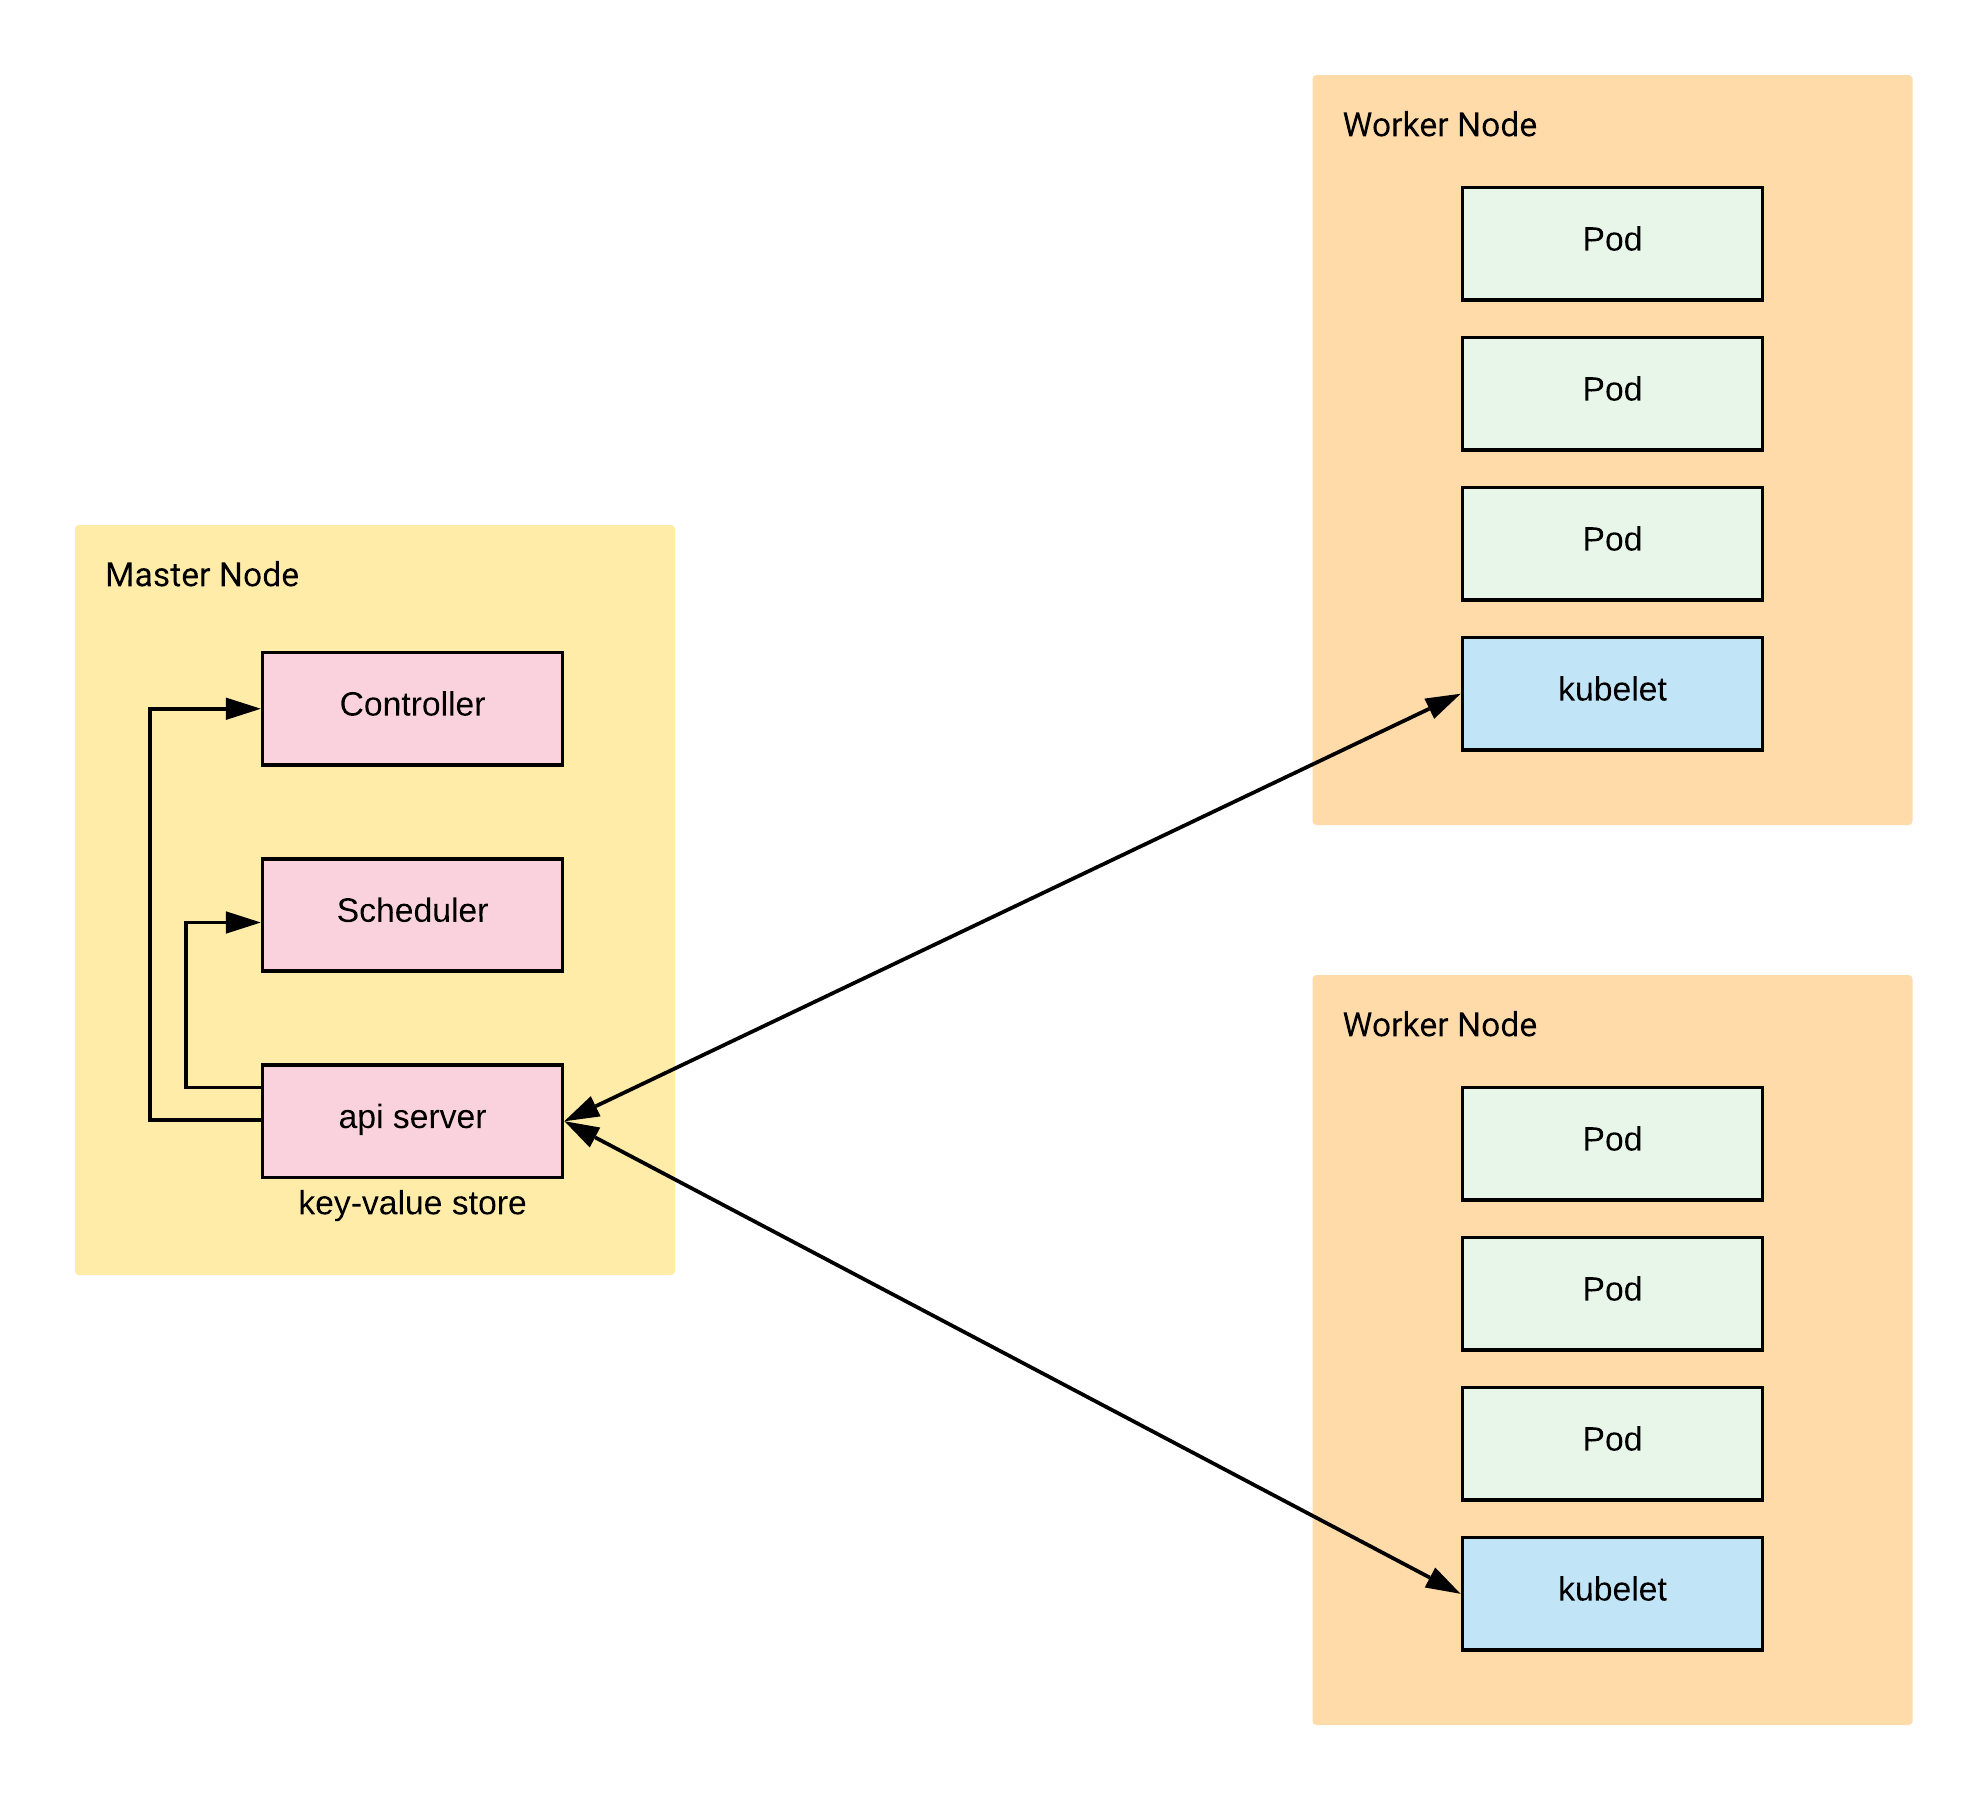 Master Node
Controller
Scheduler
api server
key-value store
Worker Node
Pod
Pod
Pod
kubelet
Worker Node
Pod
Pod
Pod
kubelet